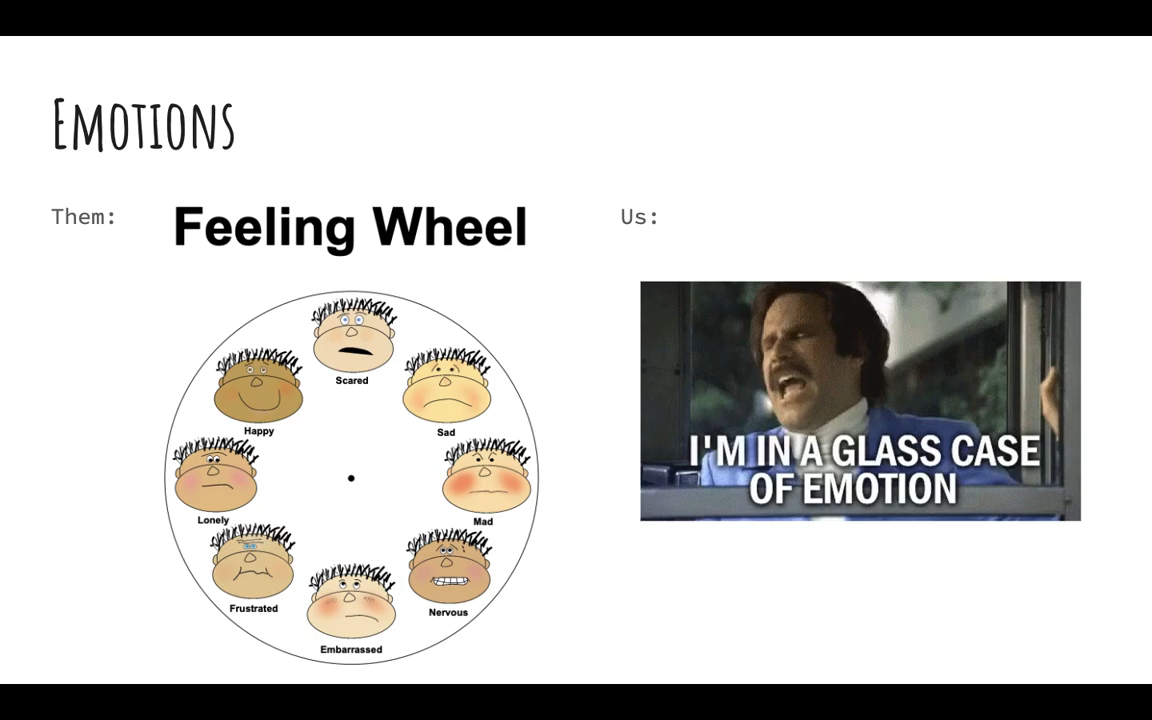 Emotions
Them:
Feeling Wheel
Scared
Happy
Sad
Lonely
Mad
Frustrated
Nervous
Embarrassed
Us:
I'M IN A GLASS CASE
OF EMOTION